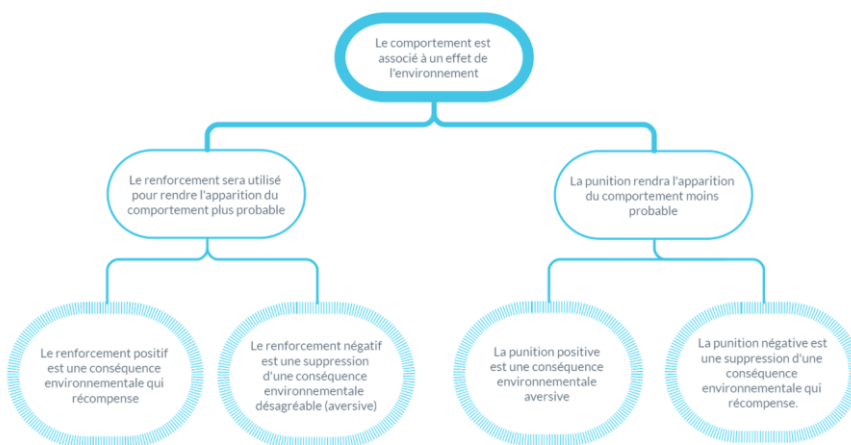 Le comportement est
associé à un effet de
l'environnement
Le renforcement sera utilisé
pour rendre l'apparition du
comportement plus probable
La punition rendra l'apparition
du comportement moins
probable
Le renforcement positif
est une conséquence
environnementale qui
récompense
Le renforcement négatif
est une suppression
d'une conséquence
environnementale
désagréable (aversive)
La punition positive
est une conséquence
environnementale
aversive
La punition négative est
une suppression d'une
conséquence
environnementale qui
récompense.